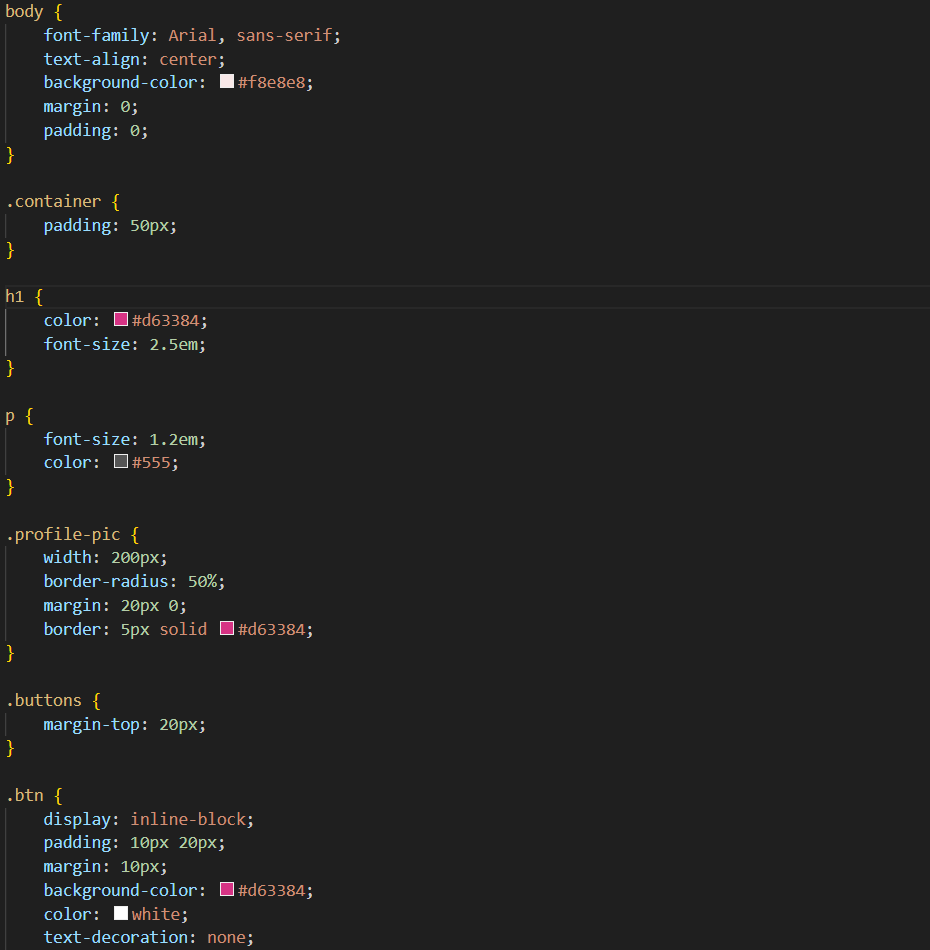 body {
    font-family: Arial, sans-serif;
    text-align: center;
    background-color: #f8e8e8;
    margin: 0;
    padding: 0;
}

.container {
    padding: 50px;
}

h1 {
    color: #d63384;
    font-size: 2.5em;
}

p {
    font-size: 1.2em;
    color: #555;
}

.profile-pic {
    width: 200px;
    border-radius: 50%;
    margin: 20px 0;
    border: 5px solid #d63384;
}

.buttons {
    margin-top: 20px;
}

.btn {
    display: inline-block;
    padding: 10px 20px;
    margin: 10px;
    background-color: #d63384;
    color: white;
    text-decoration: none;